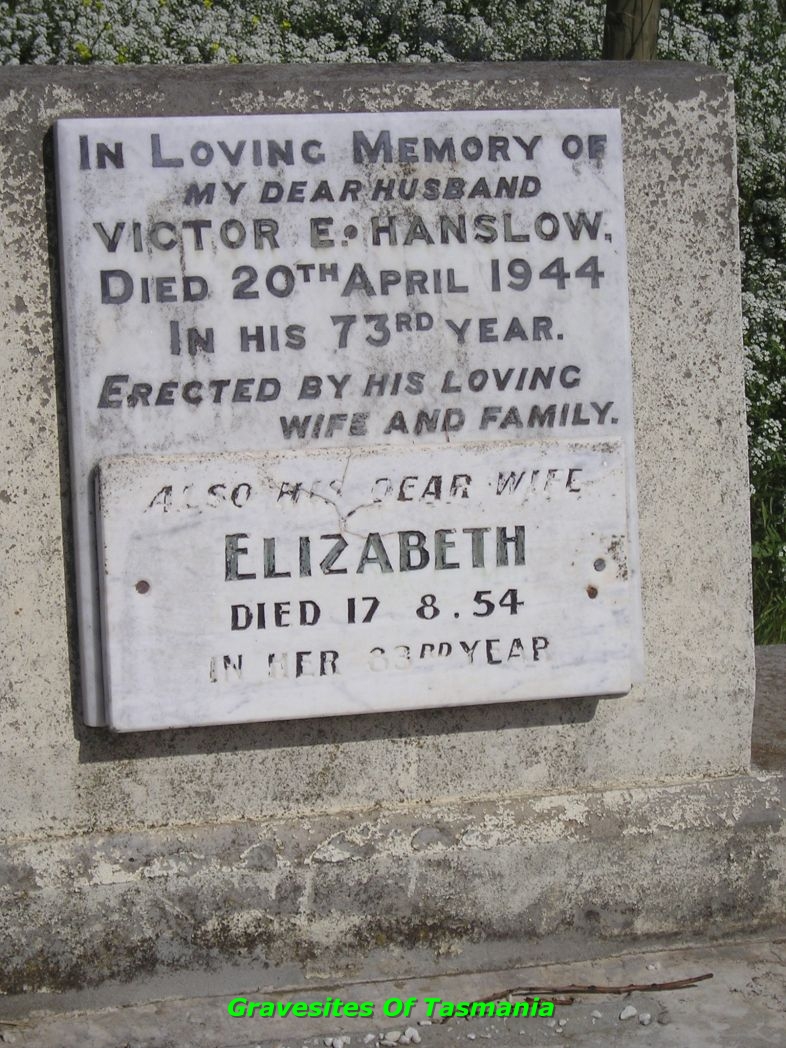 IN LOVING MEMORY OF
MY DEAR HUSBAND
VICTOR E. HANSLOW.
DIED 20TH APRIL 1944
IN HIS 73RD YEAR.
ERECTED BY HIS LOVING
WIFE AND FAMILY.
ALSO HIS DEAR WIFE
ELIZABETH
DIED 17 8.54
IN HER 83RD YEAR
Gravesites Of Tasmania